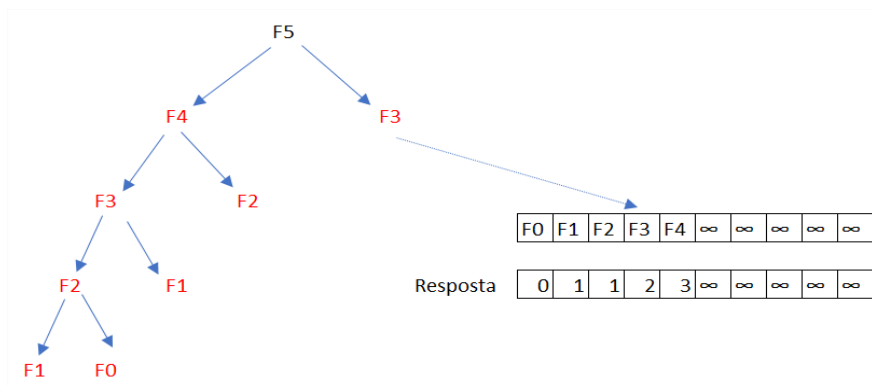 F5
F4 F3
F3 F2
F0 F1 F2 F3 F4 ∞ ∞ ∞ ∞ ∞
F2 F1
Resposta 0 1 1 2 3 ∞ ∞ ∞ ∞ ∞
F1 F0